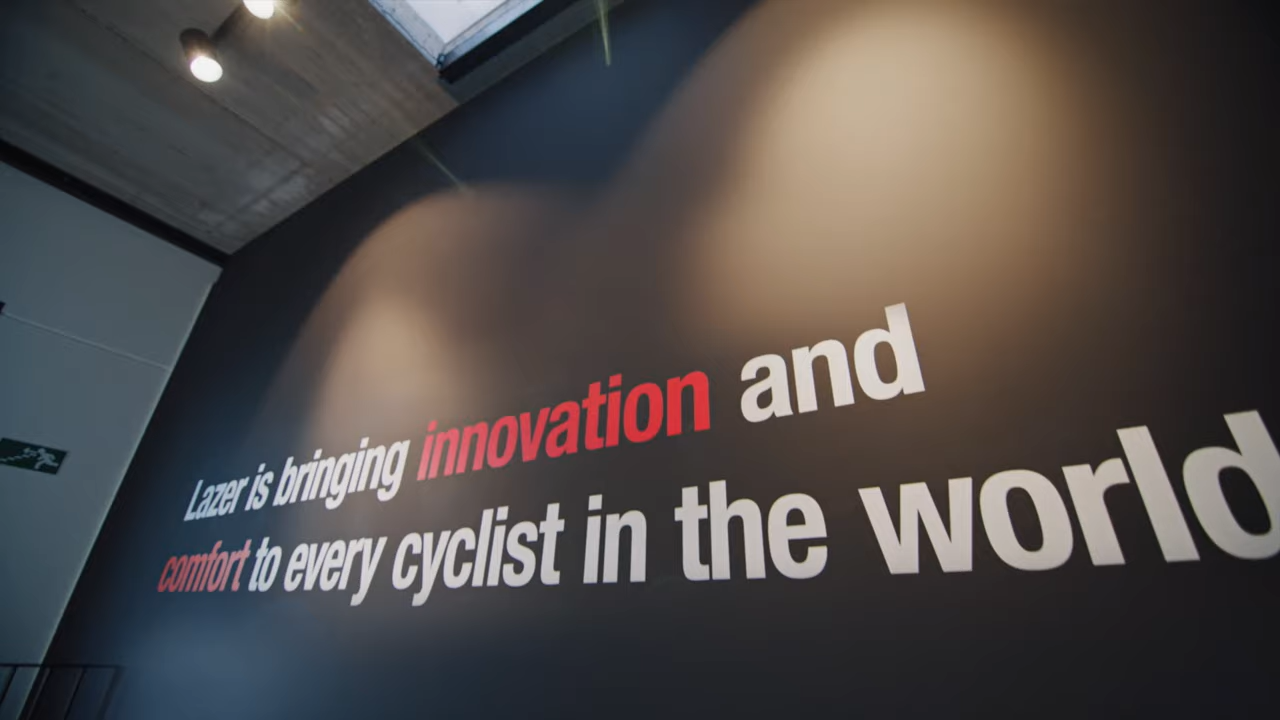 Lazer is bringing innovation and
comfort to every cyclist in the world